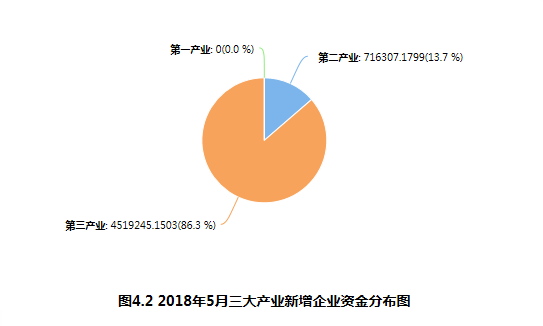 第一产业: 0(0.0 %)
第二产业: 716307.1799(13.7 %)
第三产业: 4519245.1503(86.3 %)
图4.2 2018年5月三大产业新增企业资金分布图